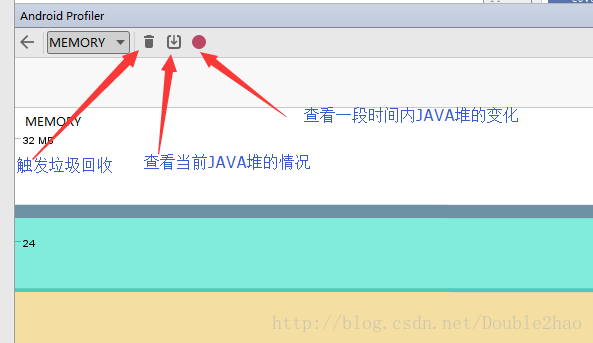 Android Profiler
MEMORY
查看一段时间内JAVA堆的变化
MEMORY
32 MB
触发垃圾回收
查看当前JAVA堆的情况
24
http://blog.csdn.net/Double2hao